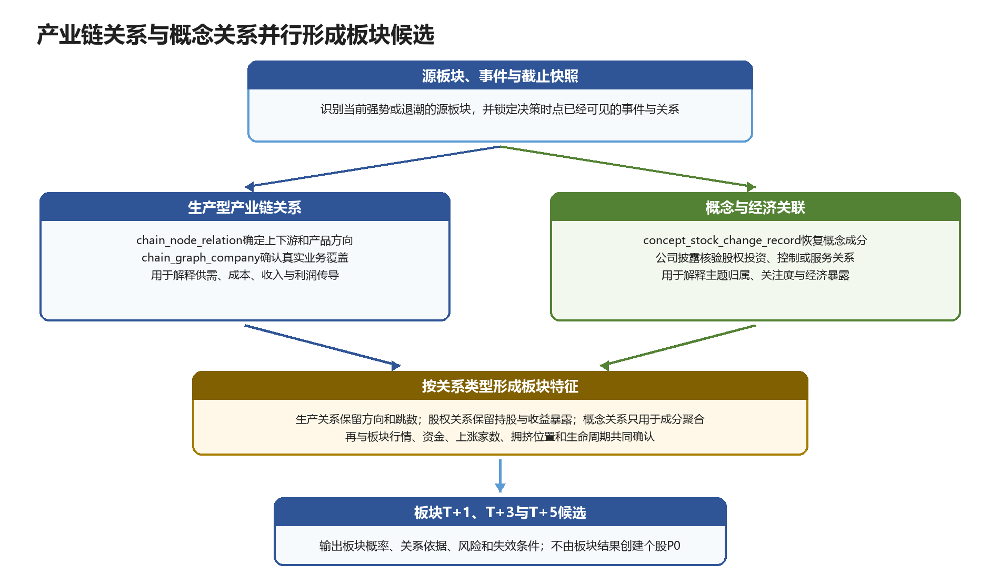 产业链关系与概念关系并行形成板块候选
源板块、事件与截止快照
识别当前强势或退潮的源板块，并锁定决策时点已经可见的事件与关系
生产型产业链关系
chain_node_relation确定上下游和产品方向
chain_graph_company确认真实业务覆盖
用于解释供需、成本、收入与利润传导
概念与经济关联
concept_stock_change_record恢复概念成分
公司披露核验股权投资、控制或服务关系
用于解释主题归属、关注度与经济暴露
按关系类型形成板块特征
生产关系保留方向和跳数；股权关系保留持股与收益暴露；概念关系只用于成分聚合
再与板块行情、资金、上涨家数、拥挤位置和生命周期共同确认
板块T+1、T+3与T+5候选
输出板块概率、关系依据、风险和失效条件；不由板块结果创建个股P0